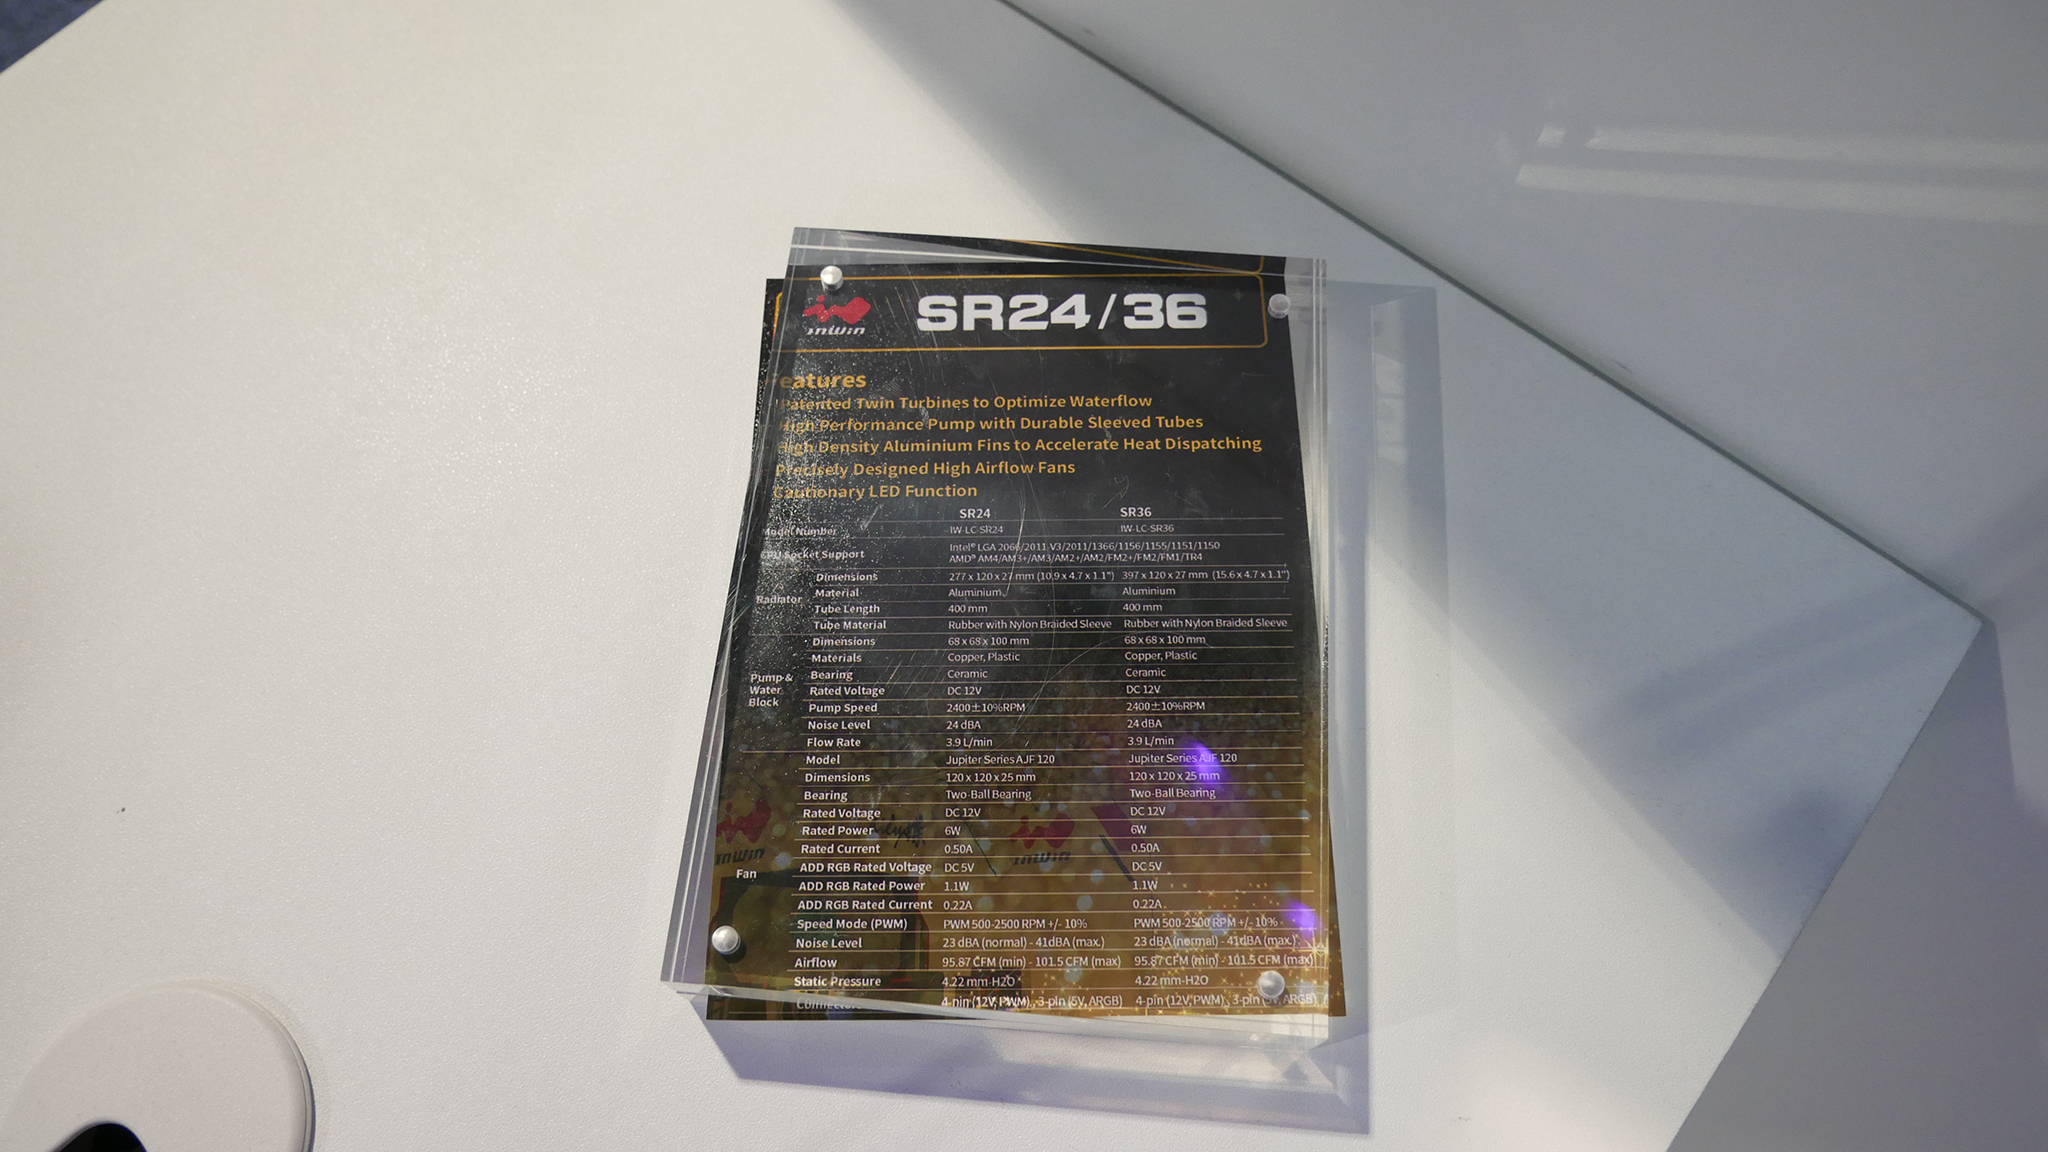 inWin
SR24/36
Features
Patented Twin Turbines to Optimize Waterflow
High Performance Pump with Durable Sleeved Tubes
High Density Aluminium Fins to Accelerate Heat Dispatching
Precisely Designed High Airflow Fans
Cautionary LED Function
SR24 SR36
Model Number IW-LC-SR24 IW-LC-SR36
CPU Socket Support Intel® LGA 2066/2011-V3/2011/1366/1156/1155/1151/1150
AMD® AM4/AM3+/AM3/AM2+/AM2/FM2+/FM2/FM1/TR4
Radiator
Dimensions 277 x 120 x 27 mm (10.9 x 4.7 x 1.1") 397 x 120 x 27 mm (15.6 x 4.7 x 1.1")
Material Aluminium Aluminium
Tube Length 400 mm 400 mm
Tube Material Rubber with Nylon Braided Sleeve Rubber with Nylon Braided Sleeve
Pump &
Water
Block
Dimensions 68 x 68 x 100 mm 68 x 68 x 100 mm
Materials Copper, Plastic Copper, Plastic
Bearing Ceramic Ceramic
Rated Voltage DC 12V DC 12V
Pump Speed 2400±10%RPM 2400±10%RPM
Noise Level 24 dBA 24 dBA
Flow Rate 3.9 L/min 3.9 L/min
Fan
Model Jupiter Series AJF 120 Jupiter Series AJF 120
Dimensions 120 x 120 x 25 mm 120 x 120 x 25 mm
Bearing Two-Ball Bearing Two-Ball Bearing
Rated Voltage DC 12V DC 12V
Rated Power 6W 6W
Rated Current 0.50A 0.50A
ADD RGB Rated Voltage DC 5V DC 5V
ADD RGB Rated Power 1.1W 1.1W
ADD RGB Rated Current 0.22A 0.22A
Speed Mode (PWM) PWM 500-2500 RPM +/- 10% PWM 500-2500 RPM +/- 10%
Noise Level 23 dBA (normal) - 41dBA (max.) 23 dBA (normal) - 41dBA (max.)
Airflow 95.87 CFM (min) - 101.5 CFM (max) 95.87 CFM (min) - 101.5 CFM (max)
Static Pressure 4.22 mm-H2O 4.22 mm-H2O
4-pin (12V, PWM), 3-pin (5V, ARGB) 4-pin (12V, PWM), 3-pin (5V, ARGB)
inWin
inWin